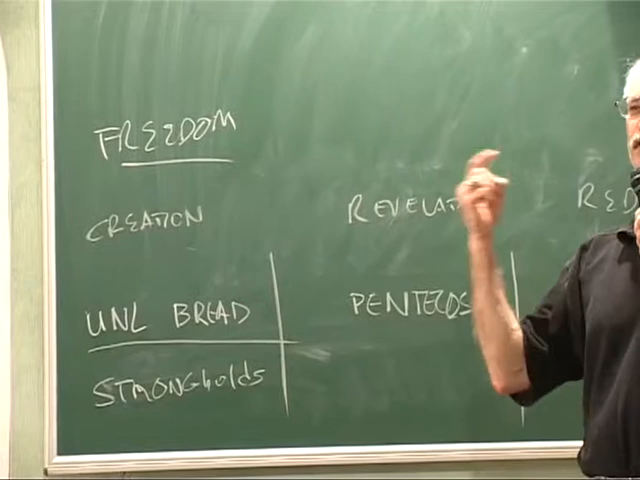 FREEDOM
CREATION REVELAT RED
UNL BREAD PENTECOS
STRONGHOLDS